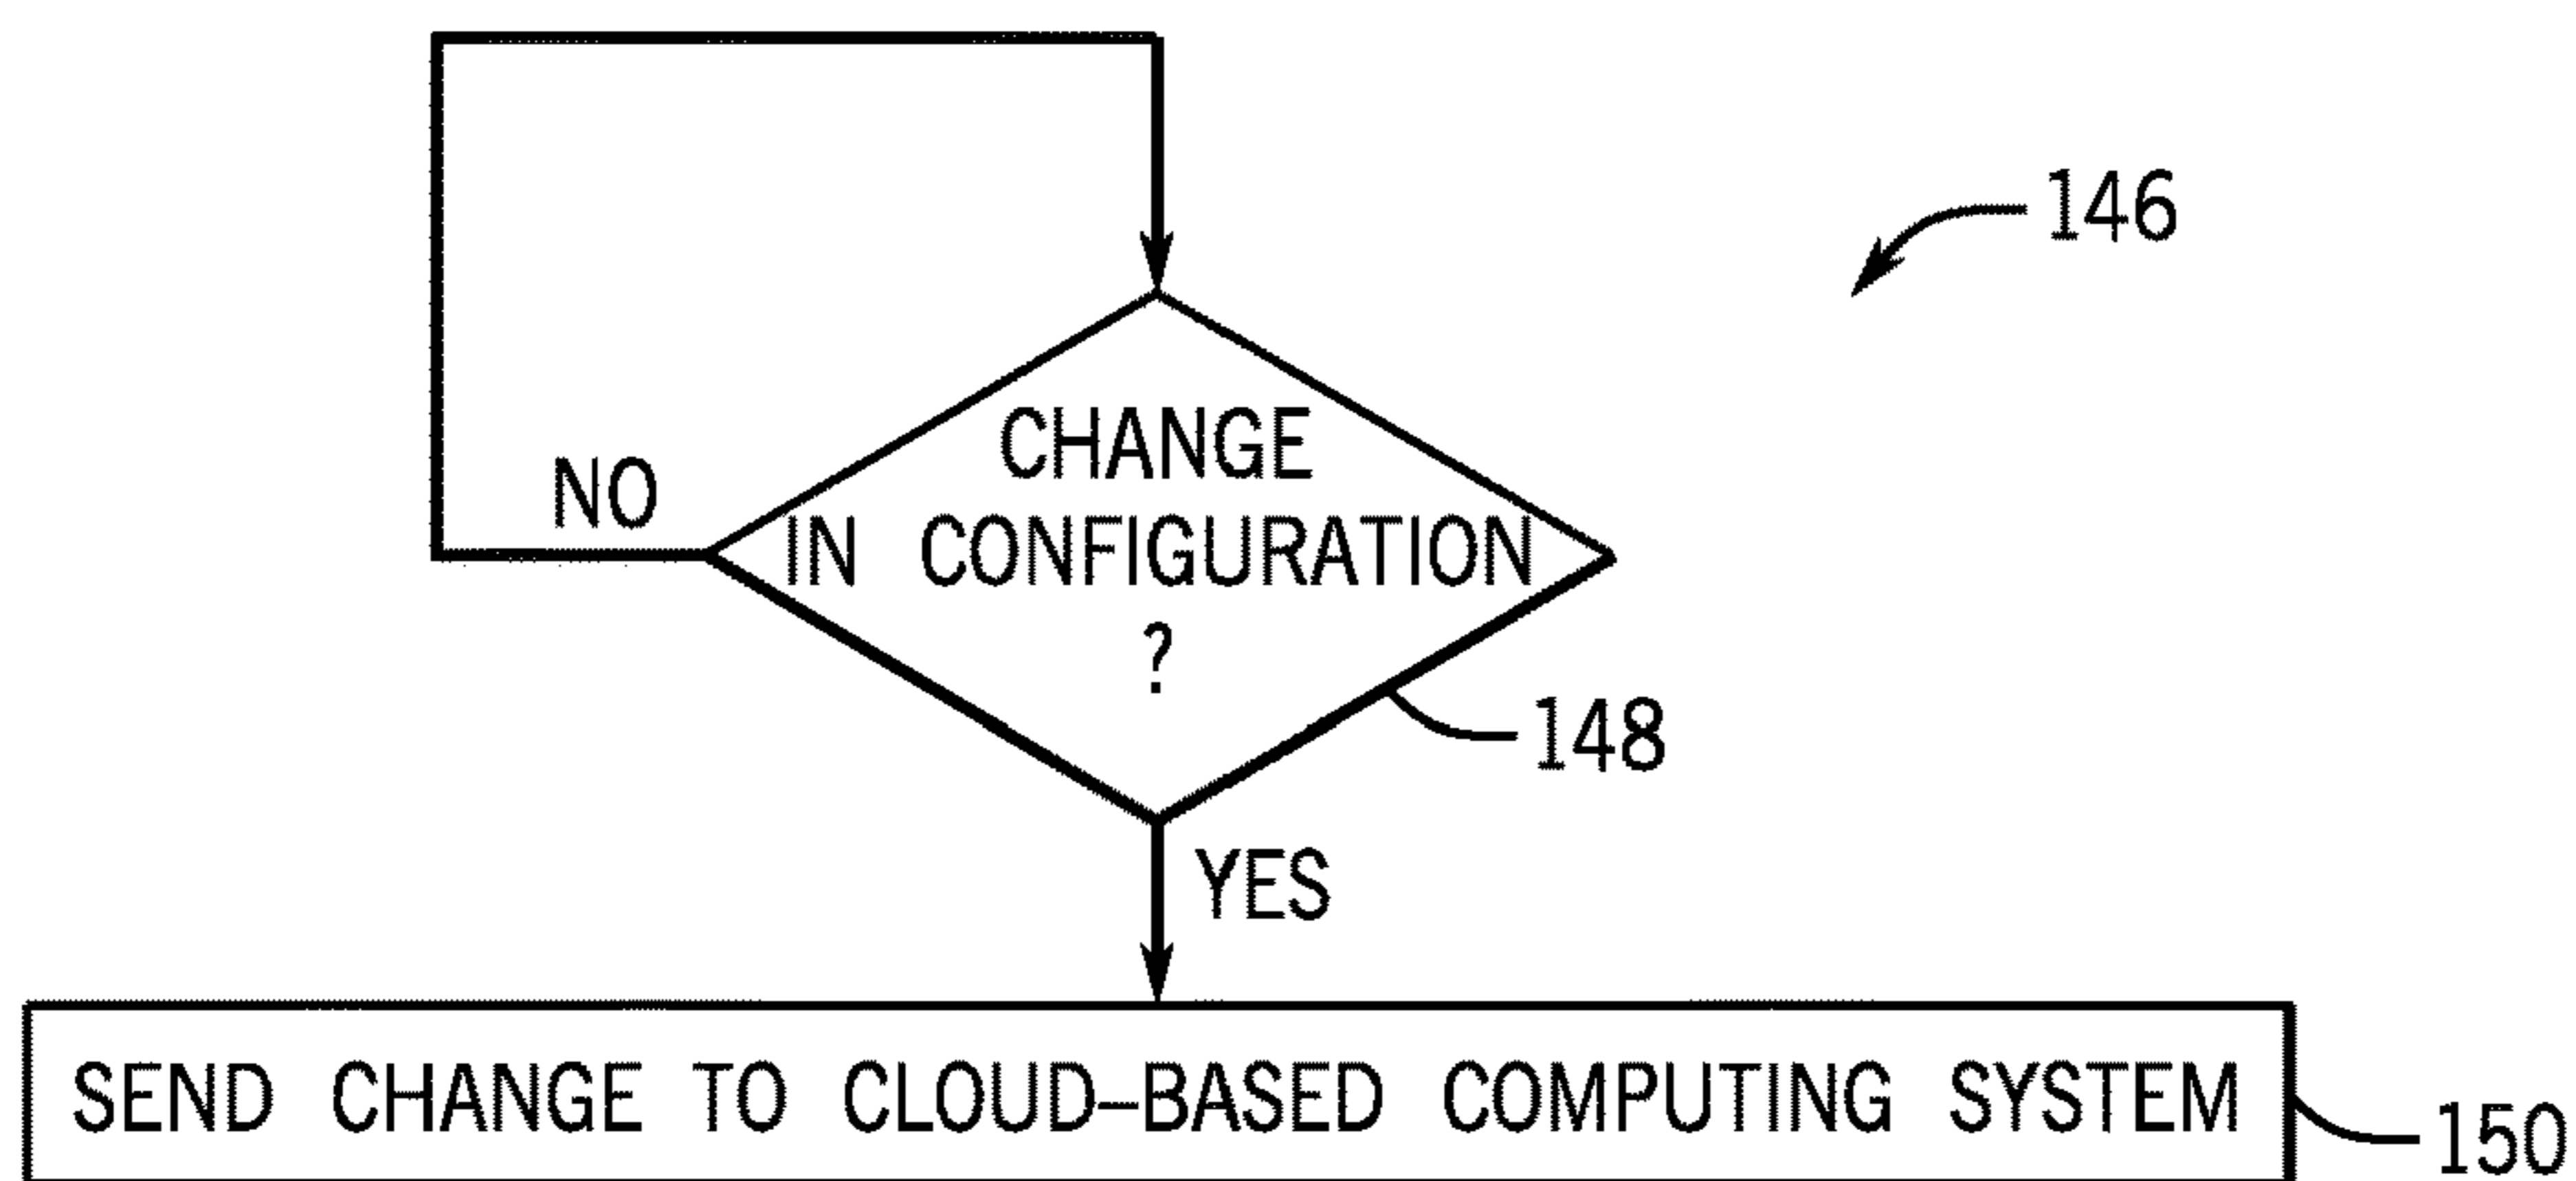 146
CHANGE
NO
IN CONFIGURATION
?
148
YES
SEND CHANGE TO CLOUD–BASED COMPUTING SYSTEM
150